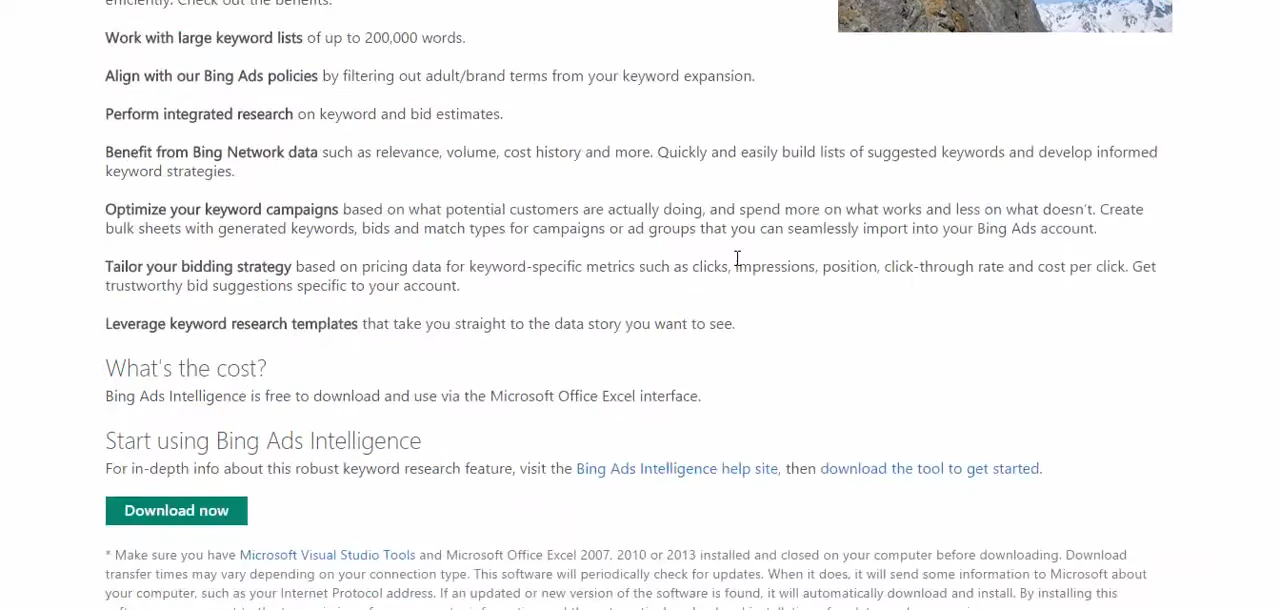 efficiently. Check out the benefits.
Work with large keyword lists of up to 200,000 words.
Align with our Bing Ads policies by filtering out adult/brand terms from your keyword expansion.
Perform integrated research on keyword and bid estimates.
Benefit from Bing Network data such as relevance, volume, cost history and more. Quickly and easily build lists of suggested keywords and develop informed
keyword strategies.
Optimize your keyword campaigns based on what potential customers are actually doing, and spend more on what works and less on what doesn't. Create
bulk sheets with generated keywords, bids and match types for campaigns or ad groups that you can seamlessly import into your Bing Ads account.
Tailor your bidding strategy based on pricing data for keyword-specific metrics such as clicks, impressions, position, click-through rate and cost per click. Get
trustworthy bid suggestions specific to your account.
Leverage keyword research templates that take you straight to the data story you want to see.
What's the cost?
Bing Ads Intelligence is free to download and use via the Microsoft Office Excel interface.
Start using Bing Ads Intelligence
For in-depth info about this robust keyword research feature, visit the Bing Ads Intelligence help site, then download the tool to get started.
Download now
* Make sure you have Microsoft Visual Studio Tools and Microsoft Office Excel 2007, 2010 or 2013 installed and closed on your computer before downloading. Download
transfer times may vary depending on your connection type. This software will periodically check for updates. When it does, it will send some information to Microsoft about
your computer, such as your Internet Protocol address. If an updated or new version of the software is found, it will automatically download and install. By installing this